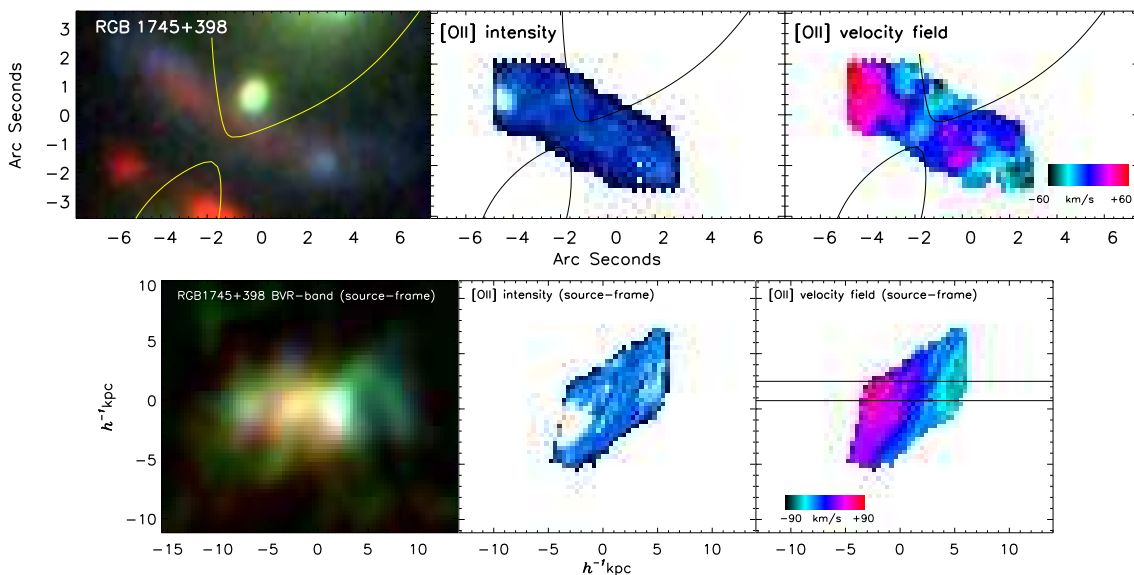 RGB 1745+398
[OII] intensity
[OII] velocity field
Arc Seconds
3
2
1
0
-1
-2
-3
-60 km/s +60
-6 -4 -2 0 2 4 6
-6 -4 -2 0 2 4 6
-6 -4 -2 0 2 4 6
Arc Seconds
RGB1745+398 BVR-band (source-frame)
[OII] intensity (source-frame)
[OII] velocity field (source-frame)
h⁻¹kpc
10
5
0
-5
-10
-90 km/s +90
-15 -10 -5 0 5 10
-10 -5 0 5 10
-10 -5 0 5 10
h⁻¹kpc